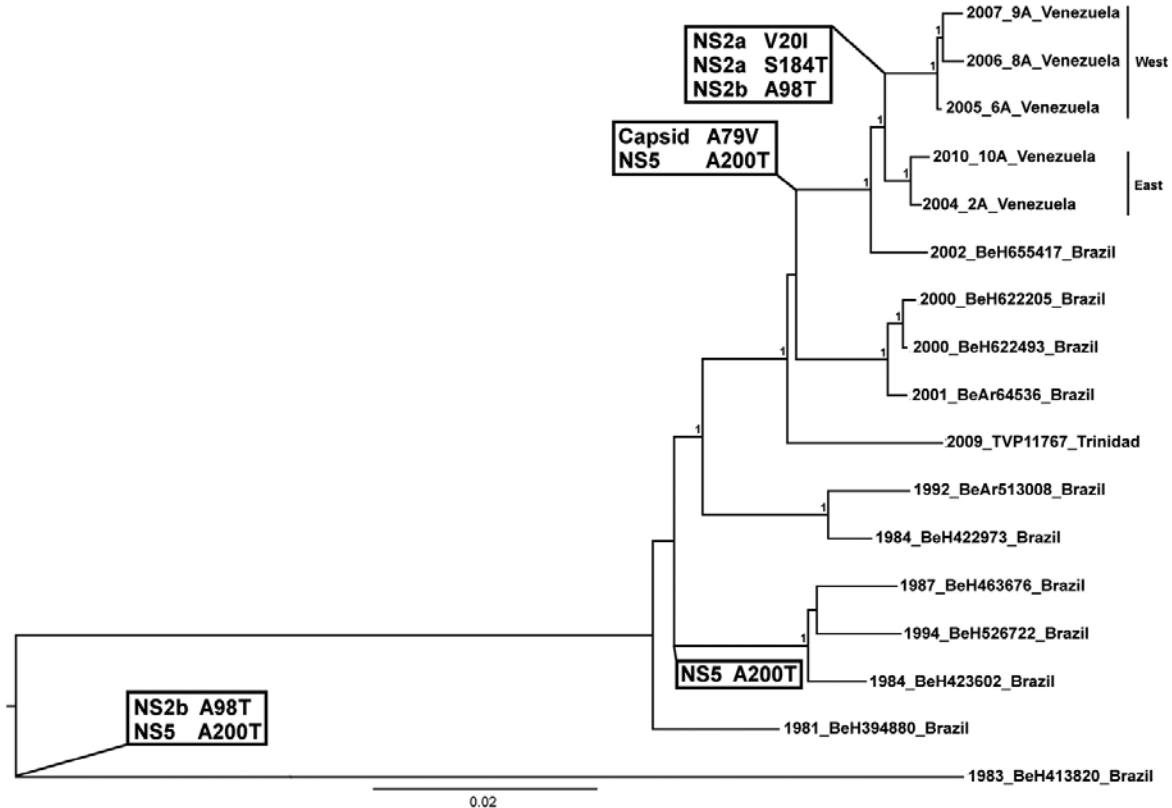 2007_9A_Venezuela
NS2a V20I
NS2a S184T
NS2b A98T
1
1
2006_8A_Venezuela
West
2005_6A_Venezuela
1
Capsid A79V
NS5 A200T
2010_10A_Venezuela
1
1
East
2004_2A_Venezuela
2002_BeH655417_Brazil
2000_BeH622205_Brazil
1
2000_BeH622493_Brazil
1
1
2001_BeAr64536_Brazil
1
2009_TVP11767_Trinidad
1992_BeAr513008_Brazil
1
1984_BeH422973_Brazil
1987_BeH463676_Brazil
1994_BeH526722_Brazil
1
NS5 A200T
1984_BeH423602_Brazil
NS2b A98T
NS5 A200T
1981_BeH394880_Brazil
1983_BeH413820_Brazil
0.02